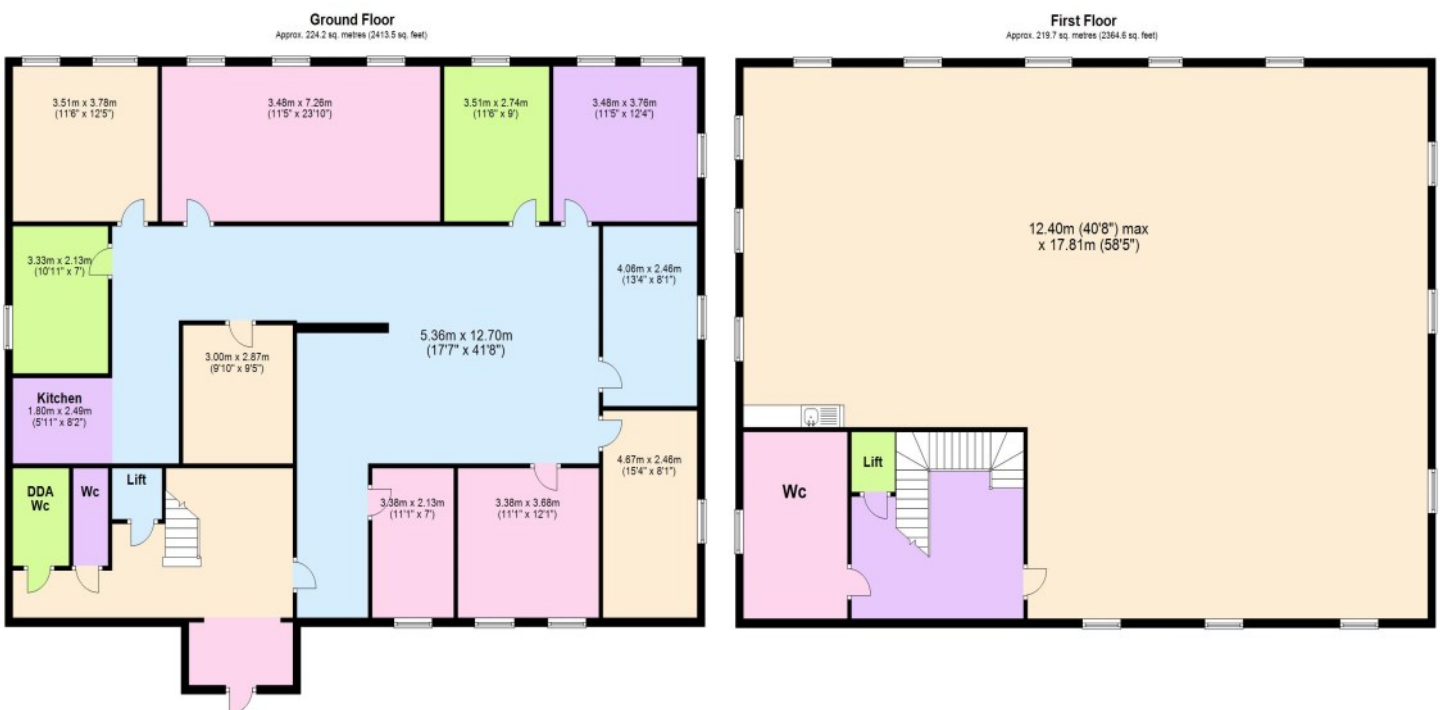 Ground Floor
Approx. 224.2 sq. metres (2413.5 sq. feet)
3.51m x 3.78m
(11'6" x 12'5")
3.48m x 7.26m
(11'5" x 23'10")
3.51m x 2.74m
(11'6" x 9')
3.48m x 3.76m
(11'5" x 12'4")
3.33m x 2.13m
(10'11" x 7')
4.06m x 2.46m
(13'4" x 8'1")
5.36m x 12.70m
(17'7" x 41'8")
3.00m x 2.87m
(9'10" x 9'5")
Kitchen
1.80m x 2.49m
(5'11" x 8'2")
4.67m x 2.46m
(15'4" x 8'1")
DDA
Wc
Wc
Lift
3.38m x 2.13m
(11'1" x 7')
3.38m x 3.68m
(11'1" x 12'1")
First Floor
Approx. 219.7 sq. metres (2364.6 sq. feet)
12.40m (40'8") max
x 17.81m (58'5")
Lift
Wc